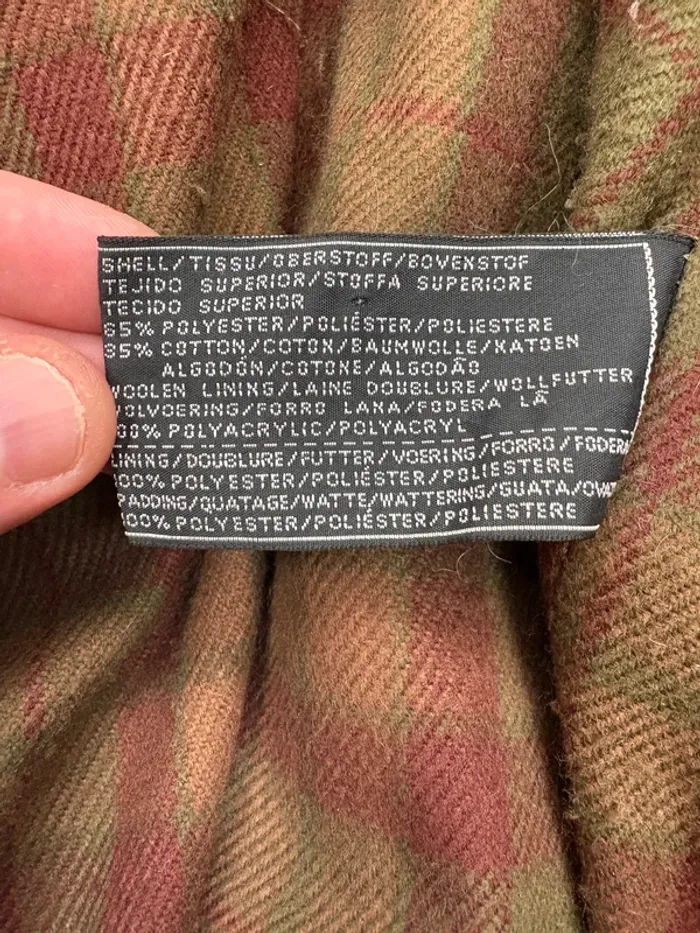 SHELL/TISSU/OBERSTOFF/BOVENSTOF
TEJIDO SUPERIOR/STOFFA SUPERIORE
TECIDO SUPERIOR
65% POLYESTER/POLIÉSTER/POLIESTERE
35% COTTON/COTON/BAUMWOLLE/KATOEN
ALGODÓN/COTONE/ALGODÃO
WOOLEN LINING/LAINE DOUBLURE/WOLLFUTTER
WOLVOERING/FORRO LANA/FODERA LÃ
100% POLYACRYLIC/POLYACRYL
LINING/DOUBLURE/FUTTER/VOERING/FORRO/FODER
100% POLYESTER/POLIÉSTER/POLIESTERE
PADDING/QUATAGE/WATTE/WATTERING/GUATA/OVA
100% POLYESTER/POLIÉSTER/POLIESTERE